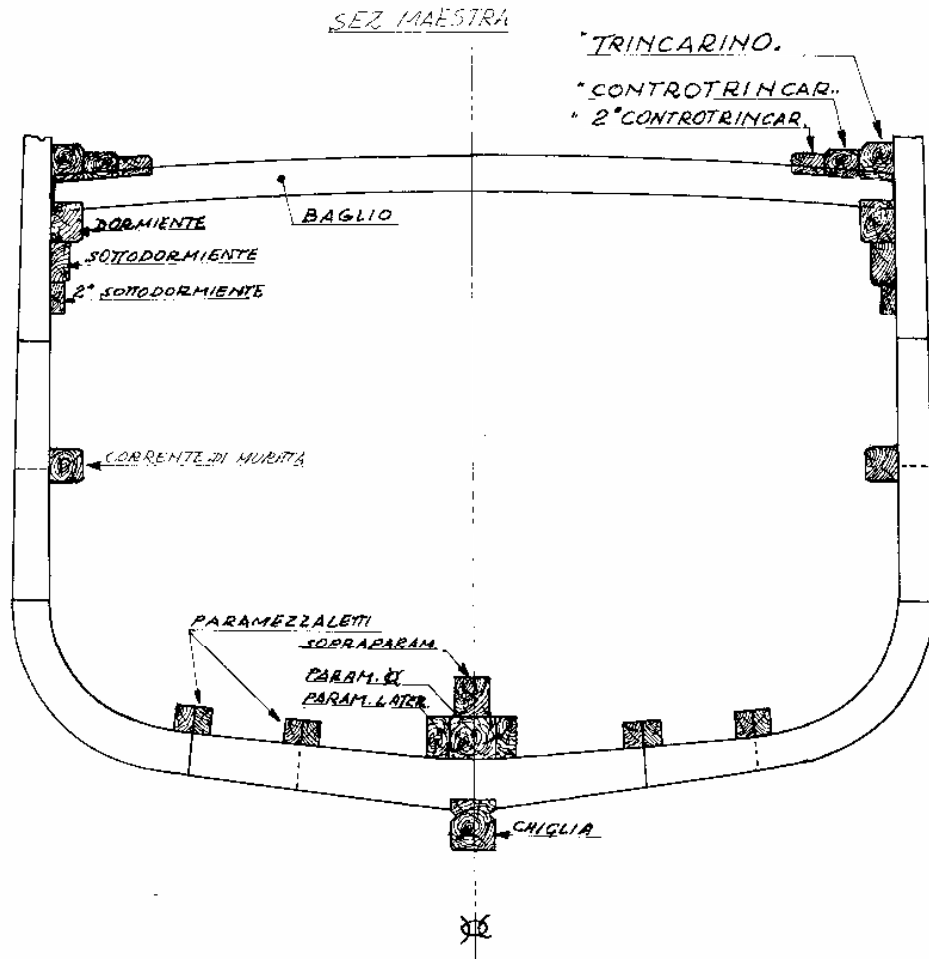 SEZ MAESTRA
"TRINCARINO.
"CONTROTRINCAR..
" 2° CONTROTRINCAR.
BAGLIO
DORMIENTE
SOTTODORMIENTE
2° SOTTODORMIENTE
CORRENTE DI MURATA
PARAMEZZALETTI
SOPRAPARAM.
PARAM.
PARAM. LATER.
CHIGLIA